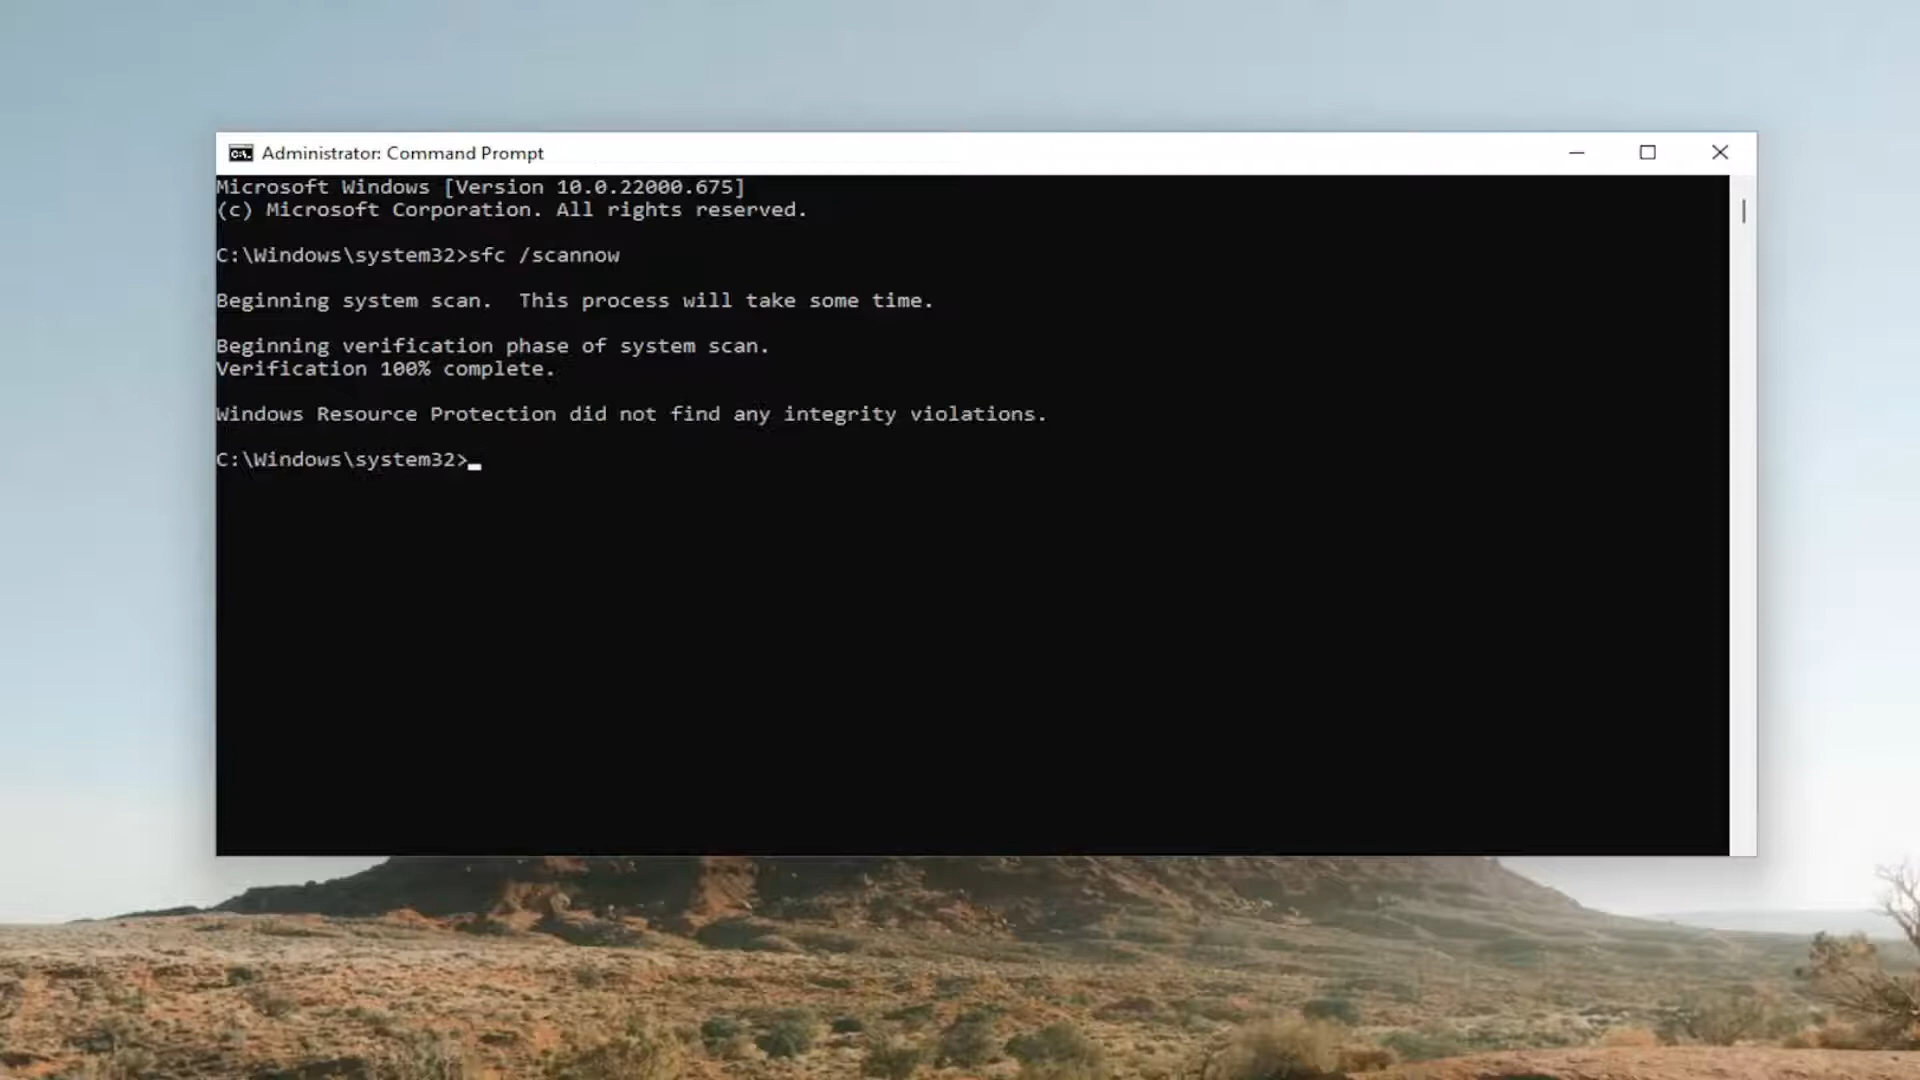 Administrator: Command Prompt
Microsoft Windows [Version 10.0.22000.675]
(c) Microsoft Corporation. All rights reserved.
C:\Windows\system32>sfc /scannow
Beginning system scan.  This process will take some time.
Beginning verification phase of system scan.
Verification 100% complete.
Windows Resource Protection did not find any integrity violations.
C:\Windows\system32>